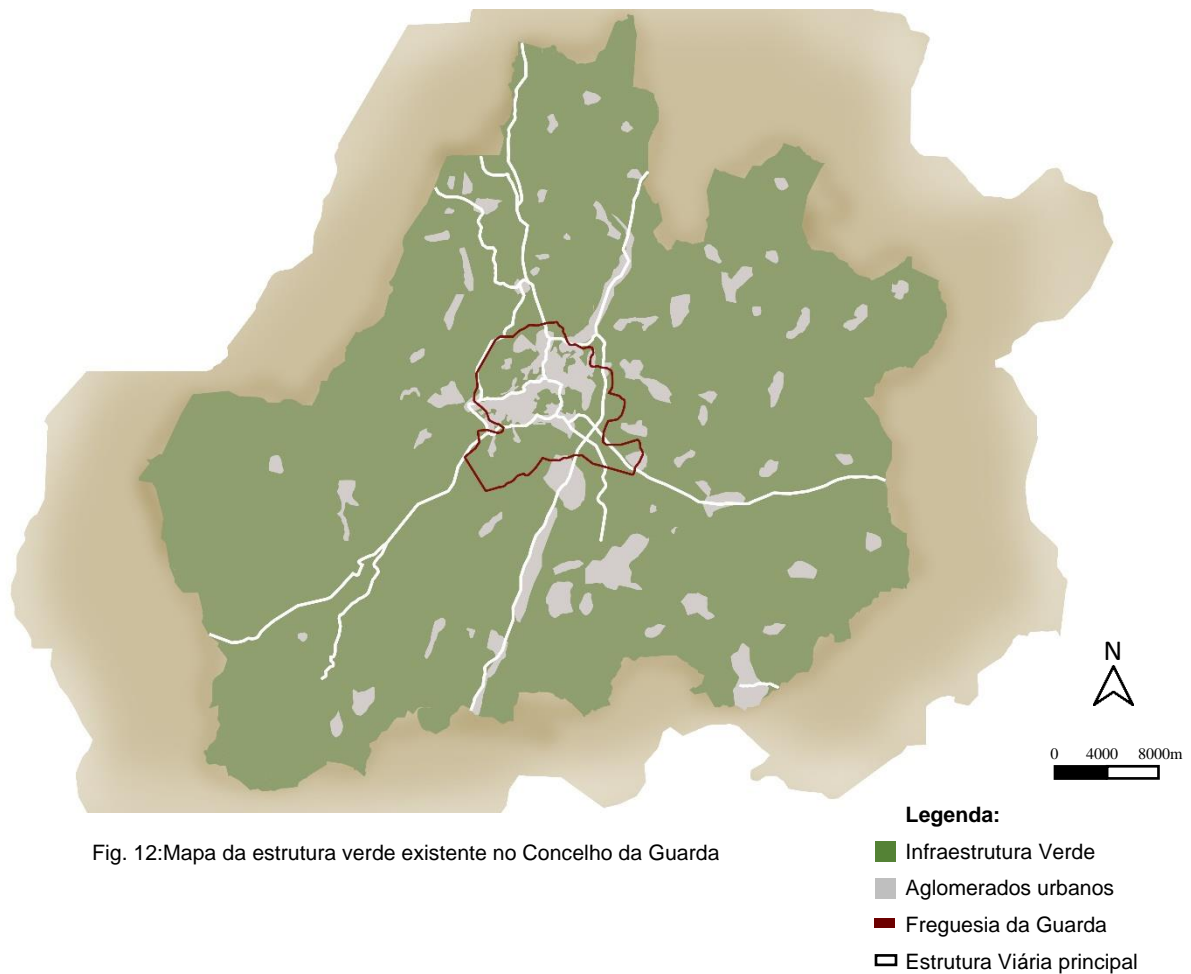 N
0 4000 8000m
Legenda:
Fig. 12:Mapa da estrutura verde existente no Concelho da Guarda
Infraestrutura Verde
Aglomerados urbanos
Freguesia da Guarda
Estrutura Viária principal